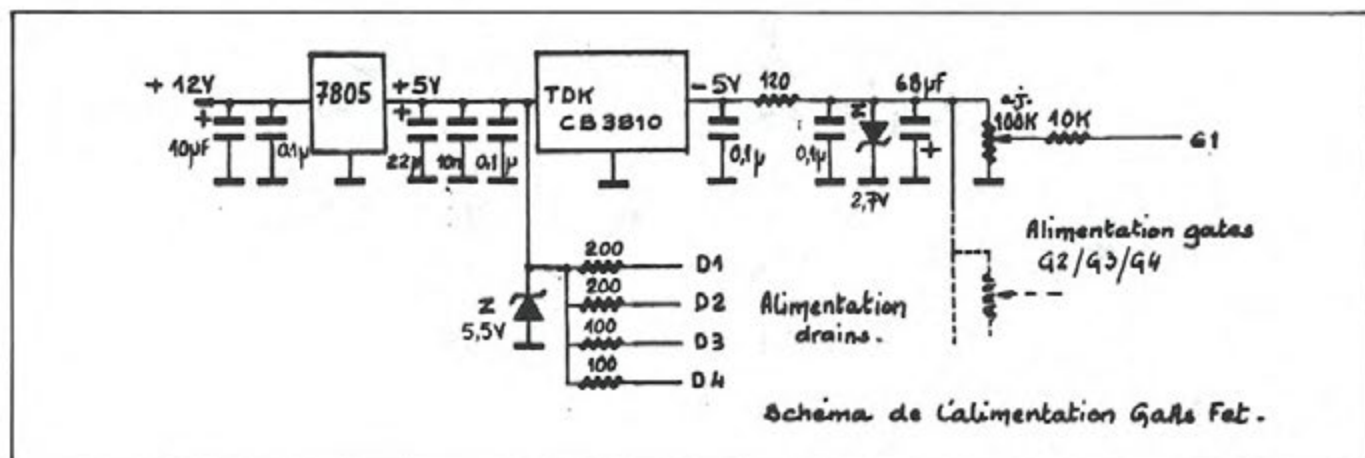 + 12V
7805
+5V
TDK
CB3810
-5V
120
68µF
aj.
100K
10K
G1
+
10µF
0,1µ
+
22µ
10n
0,1µ
0,1µ
0,1µ
Z
2,7V
+
Alimentation gates
G2/G3/G4
200
D1
200
D2
100
D3
100
D4
Z
5,5V
Alimentation
drains.
Schéma de l'alimentation GaAs Fet.